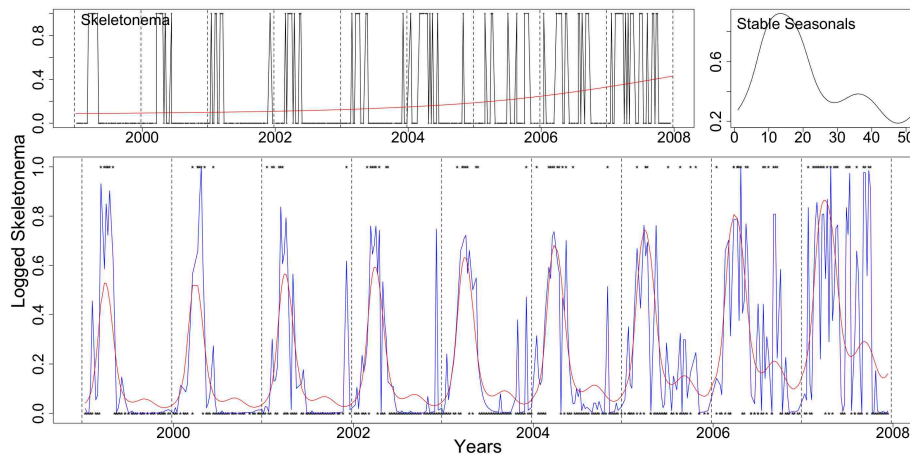 Skeletonema
0.0 0.4 0.8
2000 2002 2004 2006 2008
Stable Seasonals
0.2 0.6
0 10 20 30 40 50
Logged Skeletonema
0.0 0.2 0.4 0.6 0.8 1.0
2000 2002 2004 2006 2008
Years